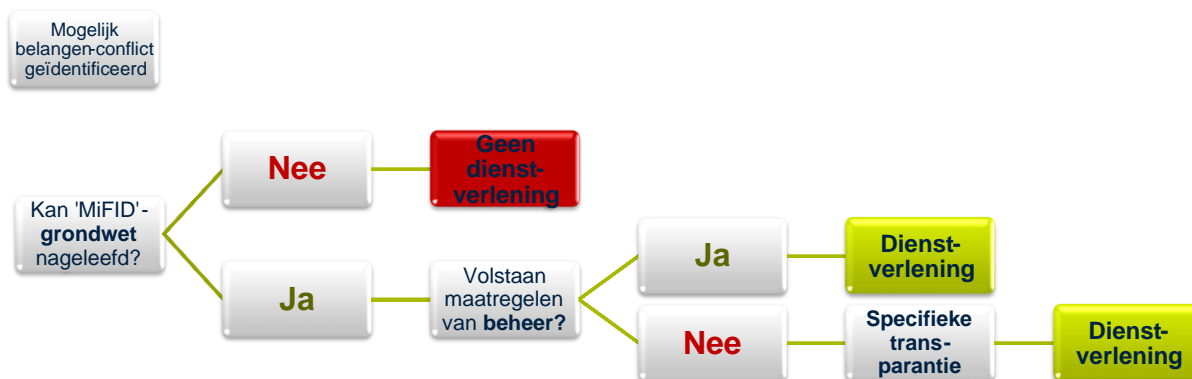 Mogelijk
belangen-conflict
geïdentificeerd
Nee
Geen
dienst-
verlening
Kan 'MiFID'-
grondwet
nageleefd?
Ja
Volstaan
maatregelen
van beheer?
Ja
Dienst-
verlening
Nee
Specifieke
trans-
parantie
Dienst-
verlening